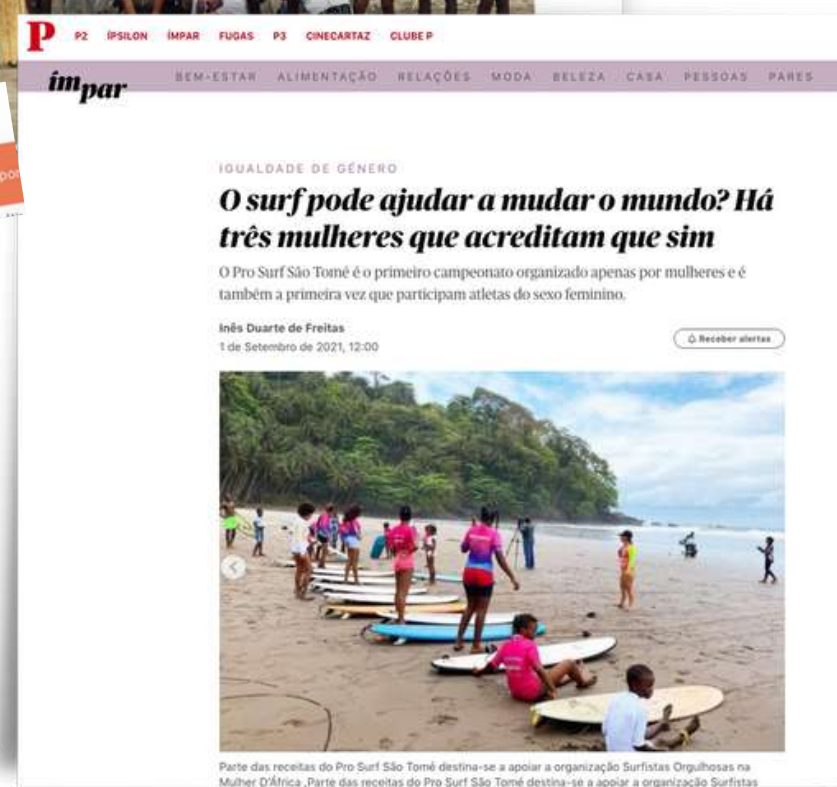 P P2 ÍPSILON ÍMPAR FUGAS P3 CINECARTAZ CLUBE P
ímpar BEM-ESTAR ALIMENTAÇÃO RELAÇÕES MODA BELEZA CASA PESSOAS PARES
IGUALDADE DE GÉNERO
O surf pode ajudar a mudar o mundo? Há
três mulheres que acreditam que sim
O Pro Surf São Tomé é o primeiro campeonato organizado apenas por mulheres e é
também a primeira vez que participam atletas do sexo feminino.
Inês Duarte de Freitas
1 de Setembro de 2021, 12:00
Receber alertas
Parte das receitas do Pro Surf São Tomé destina-se a apoiar a organização Surfistas Orgulhosas na
Mulher D'África ,Parte das receitas do Pro Surf São Tomé destina-se a apoiar a organização Surfistas